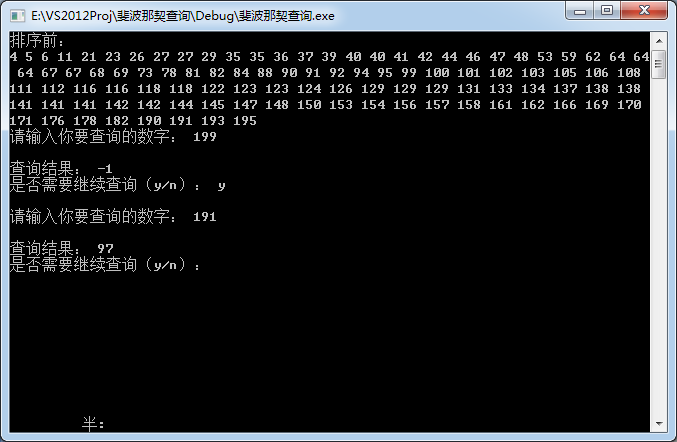 E:\VS2012Proj\斐波那契查询\Debug\斐波那契查询.exe
排序前:
4 5 6 11 21 23 26 27 27 29 35 35 36 37 39 40 40 41 42 44 46 47 48 53 59 62 64 64
64 67 67 68 69 73 78 81 82 84 88 90 91 92 94 95 99 100 101 102 103 105 106 108
111 112 116 116 118 118 122 123 123 124 126 129 129 129 131 133 134 137 138 138
141 141 141 142 142 144 145 147 148 150 153 154 156 157 158 161 162 166 169 170
171 176 178 182 190 191 193 195
请输入你要查询的数字: 199
查询结果: -1
是否需要继续查询（y/n）: y
请输入你要查询的数字: 191
查询结果: 97
是否需要继续查询（y/n）:
半: